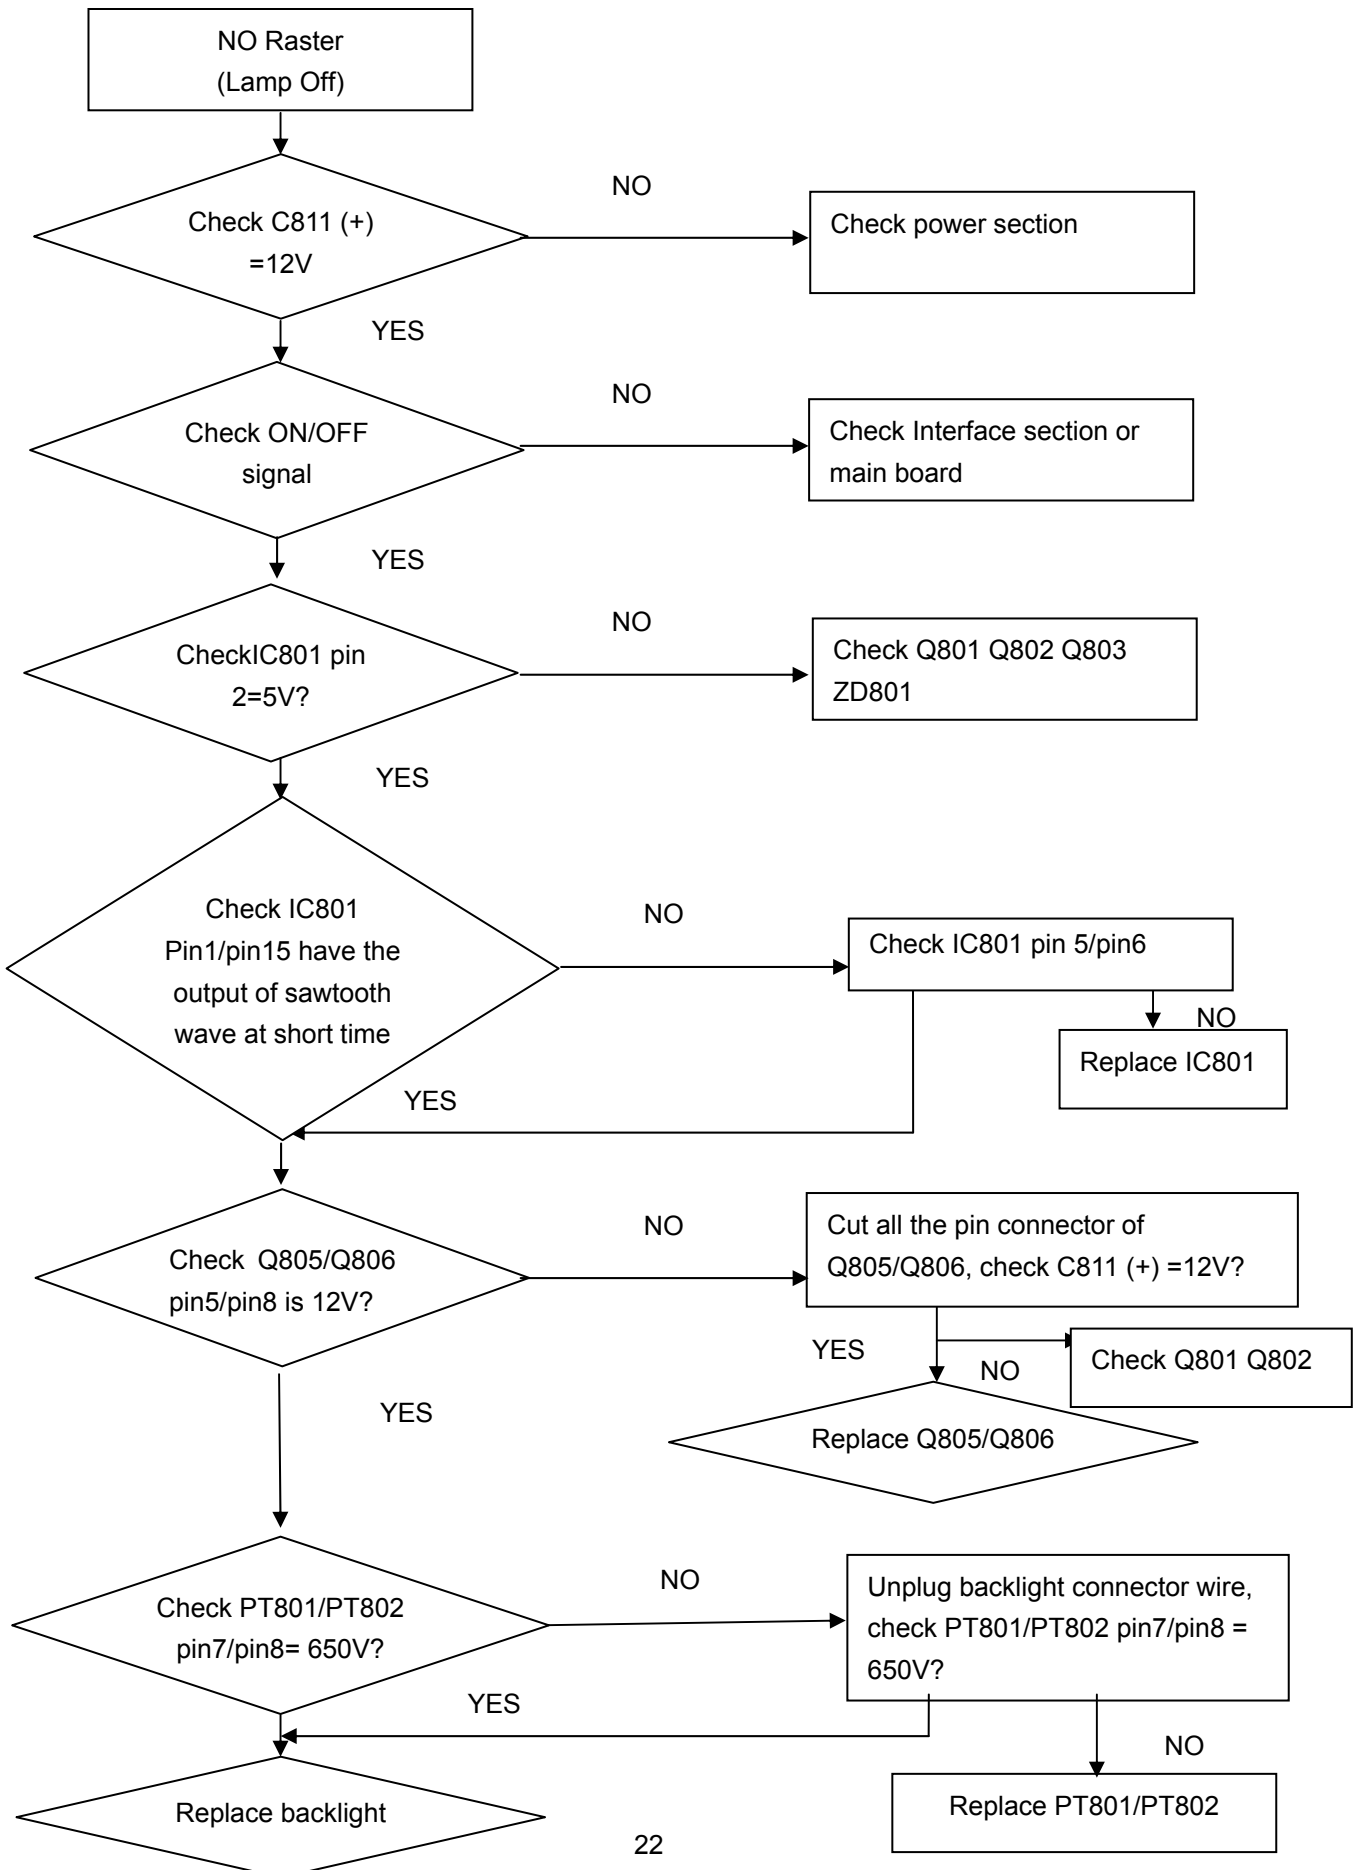 NO Raster
(Lamp Off)
NO
Check C811 (+)
=12V
Check power section
YES
NO
Check ON/OFF
signal
Check Interface section or
main board
YES
NO
CheckIC801 pin
2=5V?
Check Q801 Q802 Q803
ZD801
YES
Check IC801
Pin1/pin15 have the
output of sawtooth
wave at short time
NO
Check IC801 pin 5/pin6
NO
Replace IC801
YES
Check  Q805/Q806
pin5/pin8 is 12V?
NO
Cut all the pin connector of
Q805/Q806, check C811 (+) =12V?
YES
NO
Check Q801 Q802
Replace Q805/Q806
YES
Check PT801/PT802
pin7/pin8= 650V?
NO
Unplug backlight connector wire,
check PT801/PT802 pin7/pin8 =
650V?
YES
NO
Replace backlight
Replace PT801/PT802
22